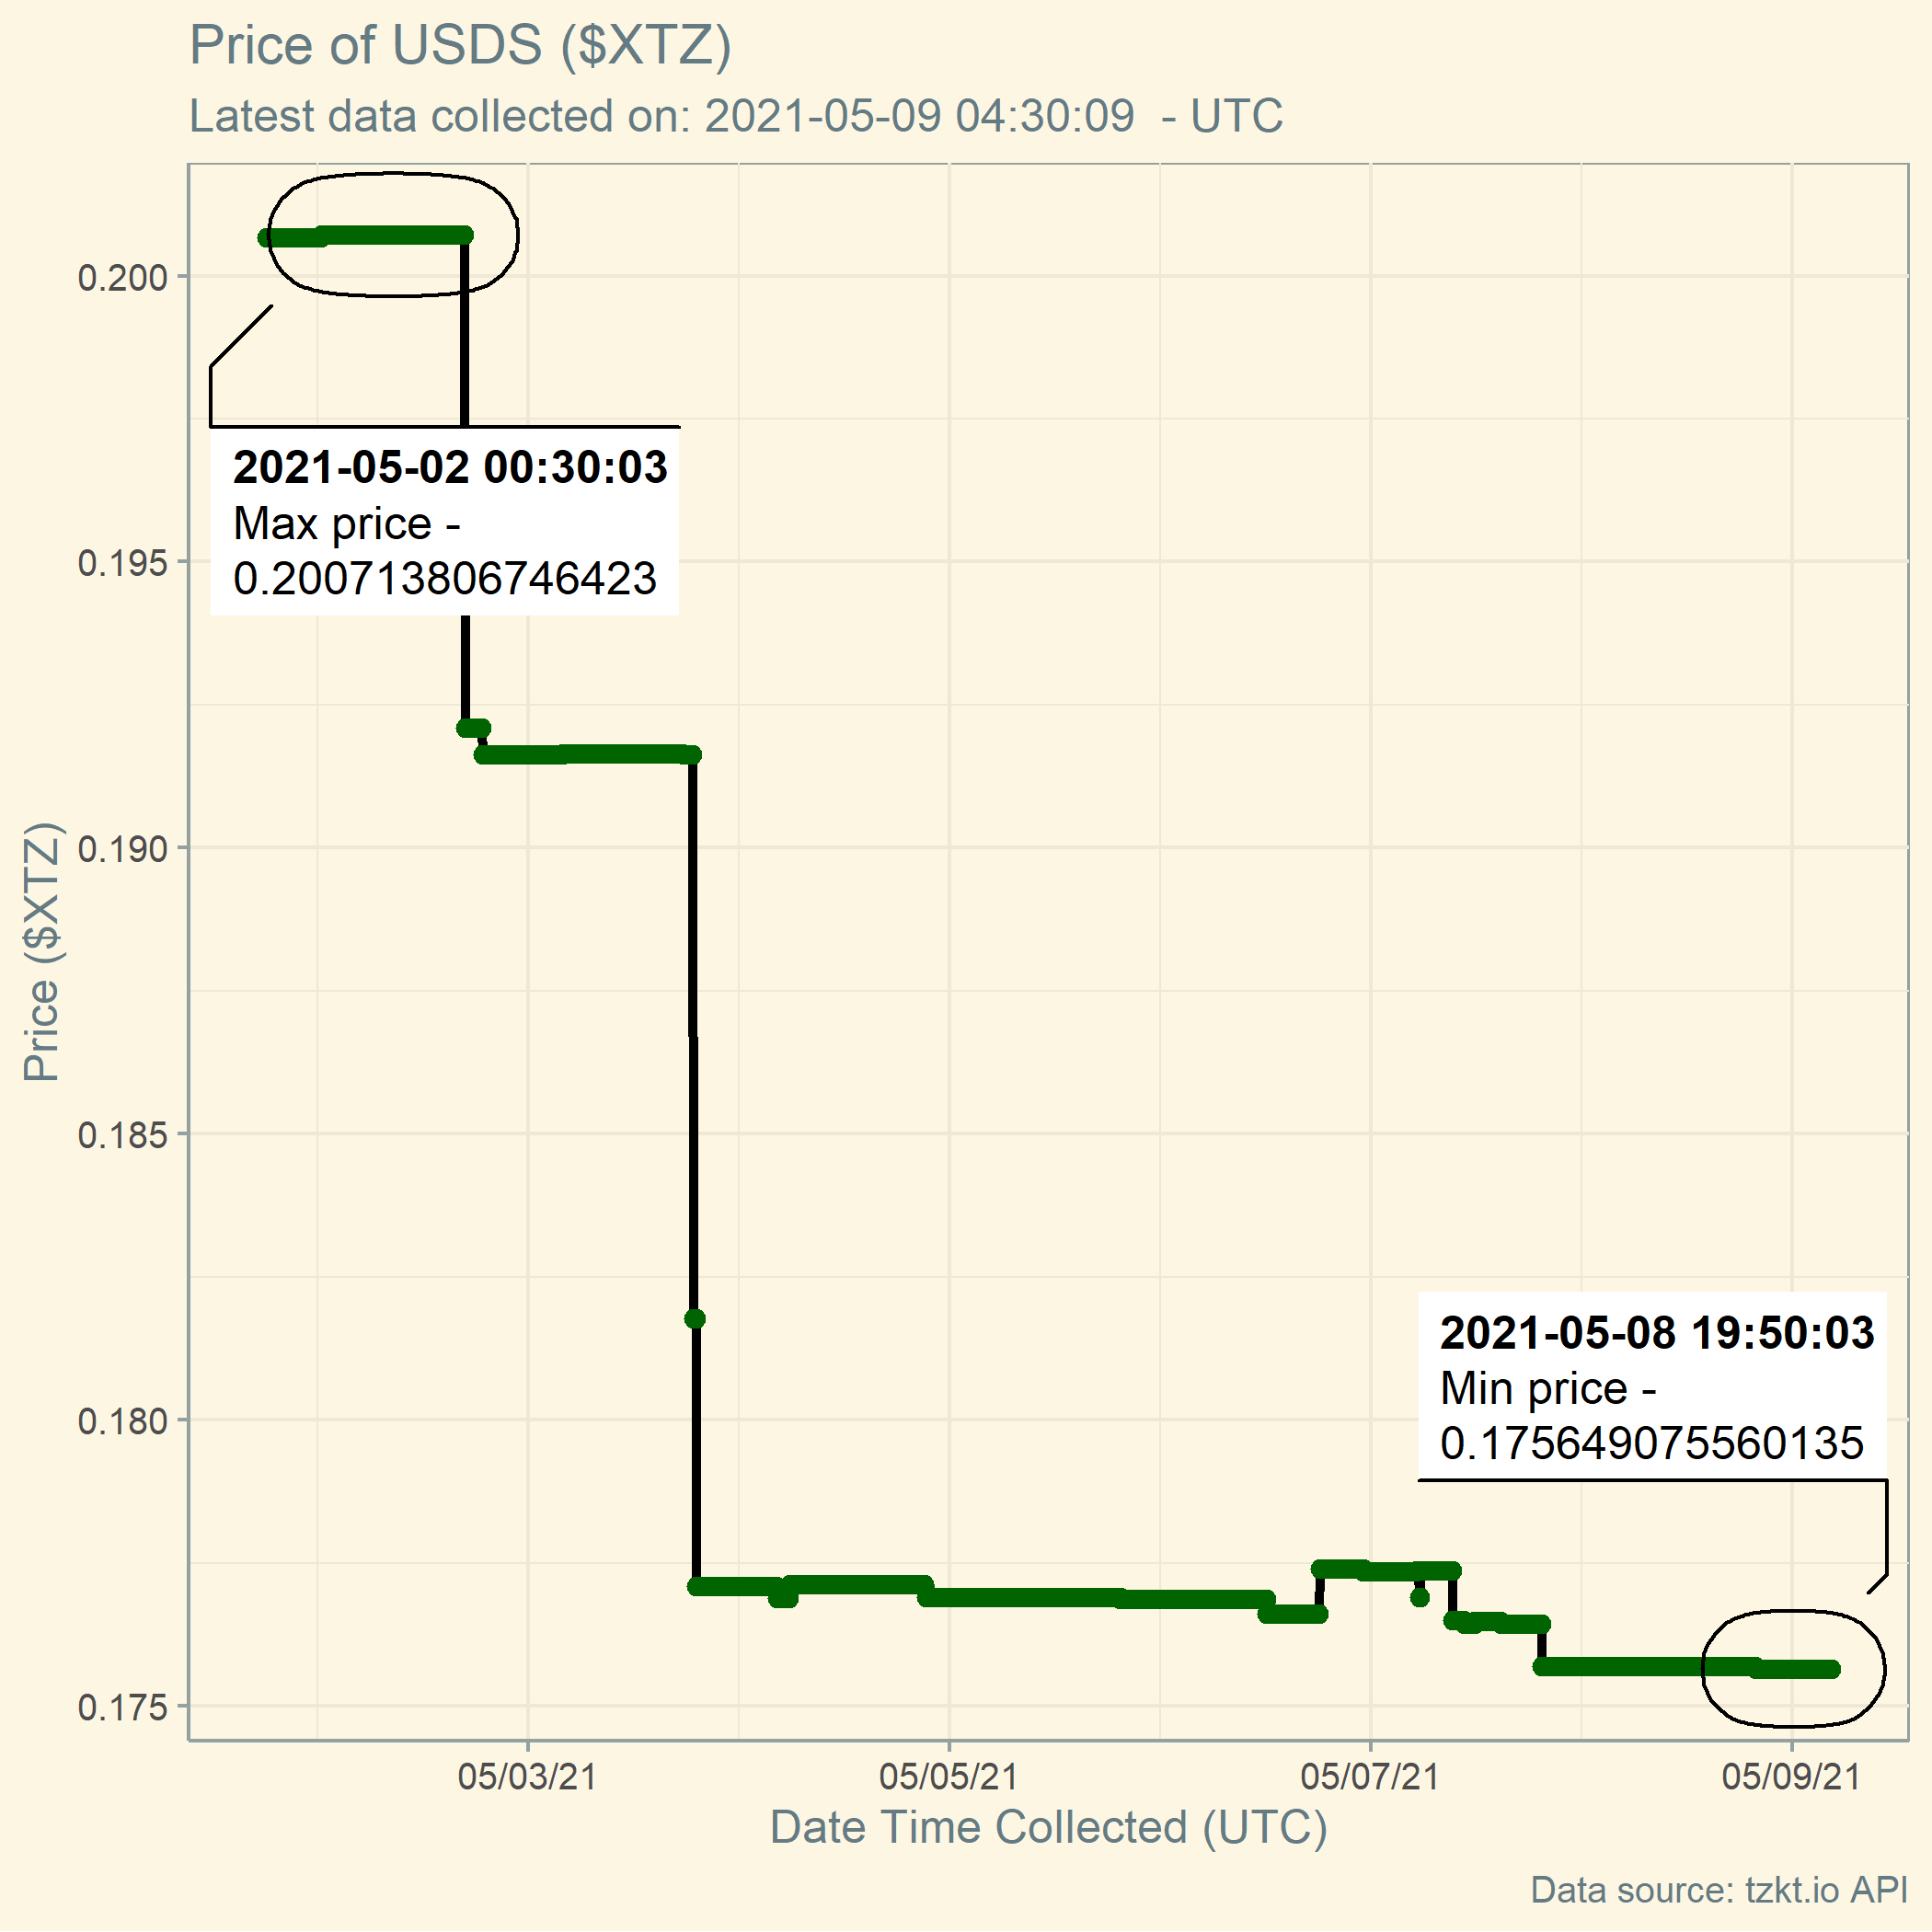 Price of USDS ($XTZ)
Latest data collected on: 2021-05-09 04:30:09  - UTC
0.200
2021-05-02 00:30:03
Max price -
0.200713806746423
0.195
0.190
Price ($XTZ)
0.185
2021-05-08 19:50:03
Min price -
0.175649075560135
0.180
0.175
05/03/21 05/05/21 05/07/21 05/09/21
Date Time Collected (UTC)
Data source: tzkt.io API